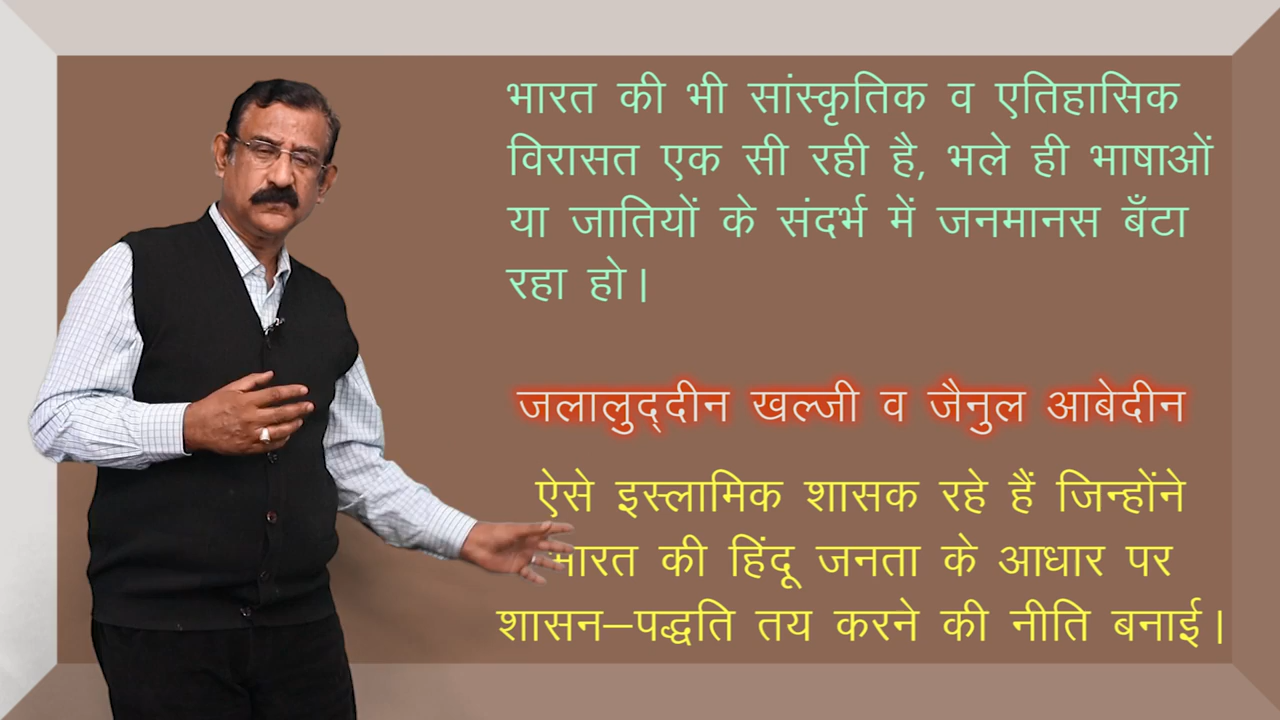 भारत की भी सांस्कृतिक व एतिहासिक
विरासत एक सी रही है, भले ही भाषाओं
या जातियों के संदर्भ में जनमानस बँटा
रहा हो।
जलालुद्‌दीन खल्जी व जैनुल आबेदीन
ऐसे इस्लामिक शासक रहे हैं जिन्होंने
भारत की हिंदू जनता के आधार पर
शासन–पद्धति तय करने की नीति बनाई।